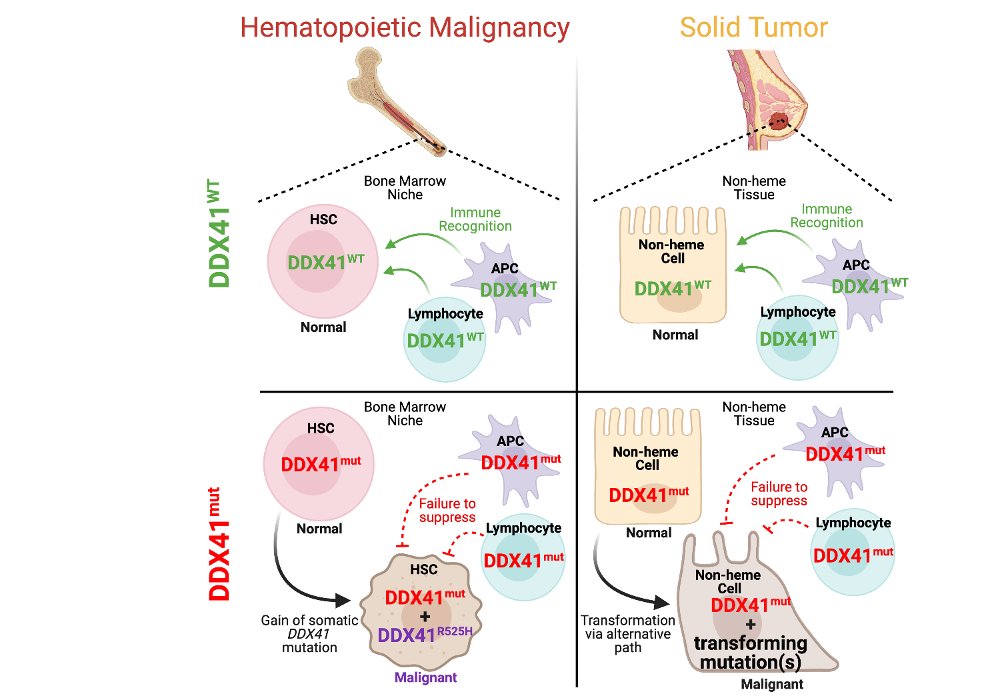 Hematopoietic Malignancy
Solid Tumor
DDX41WT
Bone Marrow
Niche
HSC
DDX41WT
Normal
Immune
Recognition
APC
DDX41WT
Lymphocyte
DDX41WT
Non-heme
Tissue
Non-heme
Cell
DDX41WT
Normal
Immune
Recognition
APC
DDX41WT
Lymphocyte
DDX41WT
DDX41mut
Bone Marrow
Niche
HSC
DDX41mut
Normal
APC
DDX41mut
Failure to
suppress
Lymphocyte
DDX41mut
Gain of somatic
DDX41
mutation
HSC
DDX41mut
+
DDX41R525H
Malignant
Non-heme
Tissue
Non-heme
Cell
DDX41mut
Normal
APC
DDX41mut
Failure to
suppress
Lymphocyte
DDX41mut
Transformation
via alternative
path
Non-heme
Cell
DDX41mut
+
transforming
mutation(s)
Malignant